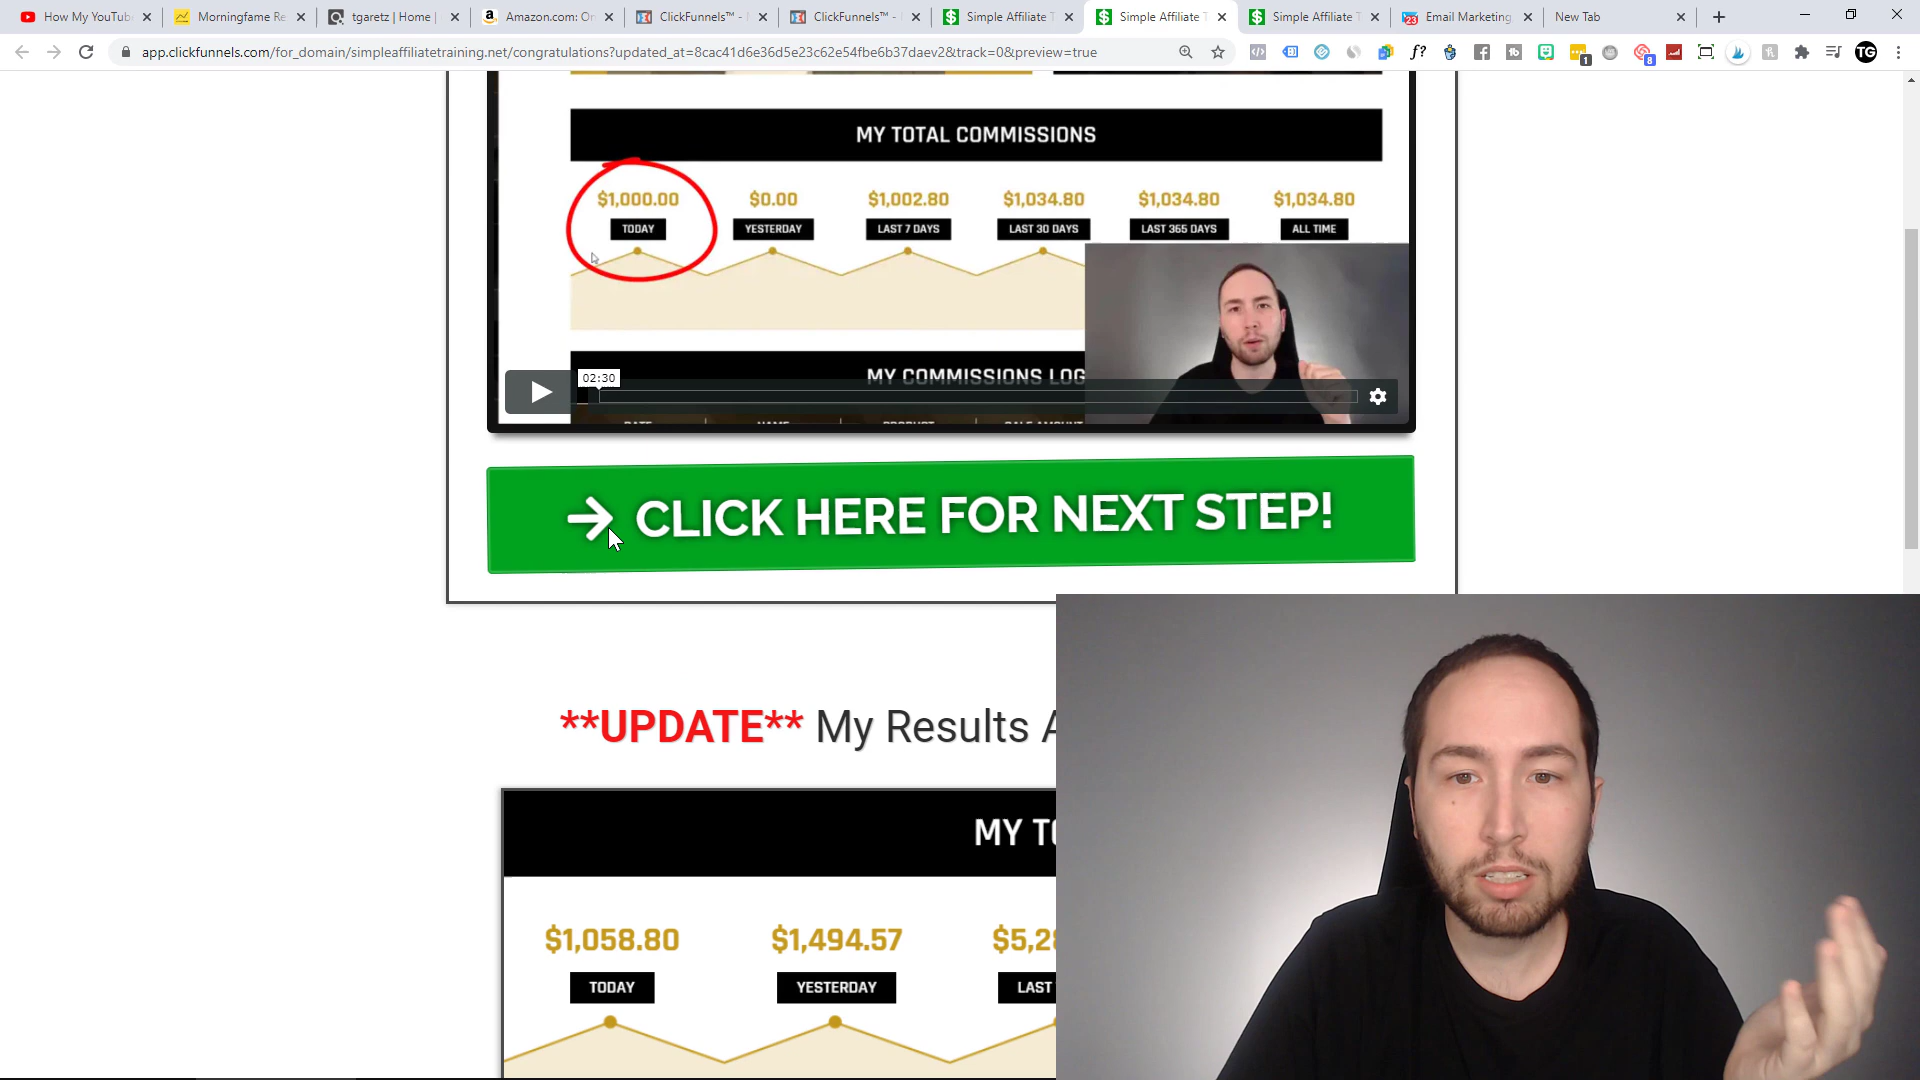 How My YouTub
Morningfame Re
tgaretz | Home |
Amazon.com: On
ClickFunnels™ -
ClickFunnels™ -
Simple Affiliate T
Simple Affiliate T
Simple Affiliate T
Email Marketing
New Tab
app.clickfunnels.com/for_domain/simpleaffiliatetraining.net/congratulations?updated_at=8cac41d6e36d5e23c62e54fbe6b37daev2&track=0&preview=true
MY TOTAL COMMISSIONS
$1,000.00 $0.00 $1,002.80 $1,034.80 $1,034.80 $1,034.80
TODAY YESTERDAY LAST 7 DAYS LAST 30 DAYS LAST 365 DAYS ALL TIME
MY COMMISSIONS LOG
02:30
→ CLICK HERE FOR NEXT STEP!
**UPDATE** My Results A
MY TO
$1,058.80 $1,494.57 $5,28
TODAY YESTERDAY LAST